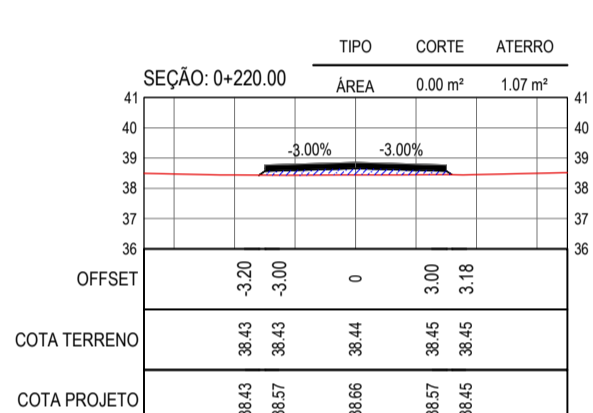 TIPO CORTE ATERRO
SEÇÃO: 0+220.00 ÁREA 0.00 m² 1.07 m²
41 41
40 40
-3.00% -3.00%
39 39
38 38
37 37
36 36
OFFSET -3.20 -3.00 0 3.00 3.18
COTA TERRENO 38.43 38.43 38.44 38.45 38.45
COTA PROJETO 38.43 38.57 38.66 38.57 38.45